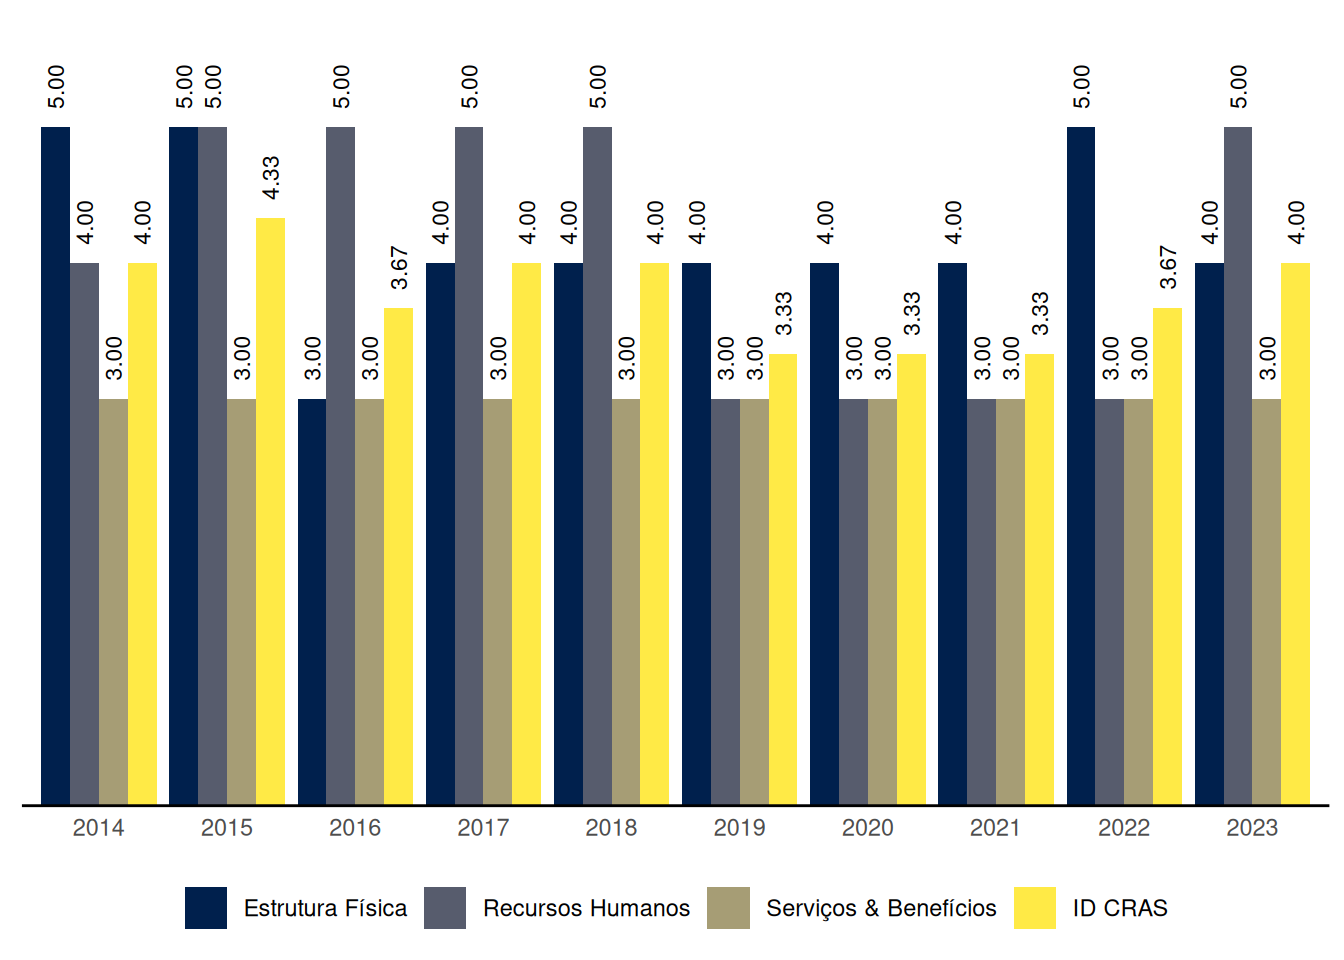 5.00 4.00 3.00 4.00 5.00 5.00 3.00 4.33 3.00 5.00 3.00 3.67 4.00 5.00 3.00 4.00 4.00 5.00 3.00 4.00 4.00 3.00 3.00 3.33 4.00 3.00 3.00 3.33 4.00 3.00 3.00 3.33 5.00 3.00 3.00 3.67 4.00 5.00 3.00 4.00
2014 2015 2016 2017 2018 2019 2020 2021 2022 2023
Estrutura Física Recursos Humanos Serviços & Benefícios ID CRAS